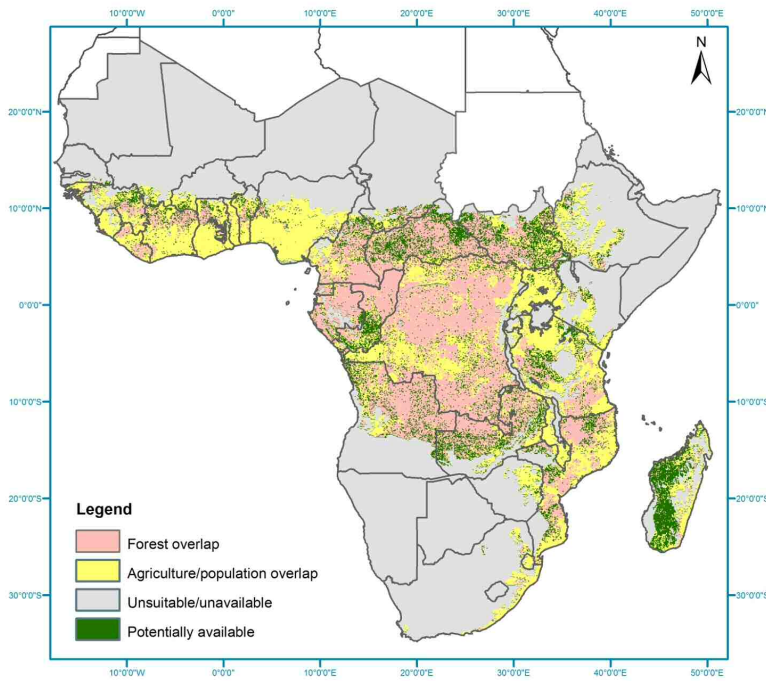 10°0'0"W 0°0'0" 10°0'0"E 20°0'0"E 30°0'0"E 40°0'0"E 50°0'0"E
N
20°0'0"N 20°0'0"N
10°0'0"N 10°0'0"N
0°0'0" 0°0'0"
10°0'0"S 10°0'0"S
20°0'0"S 20°0'0"S
Legend
Forest overlap
Agriculture/population overlap
Unsuitable/unavailable
30°0'0"S 30°0'0"S
Potentially available
10°0'0"W 0°0'0" 10°0'0"E 20°0'0"E 30°0'0"E 40°0'0"E 50°0'0"E